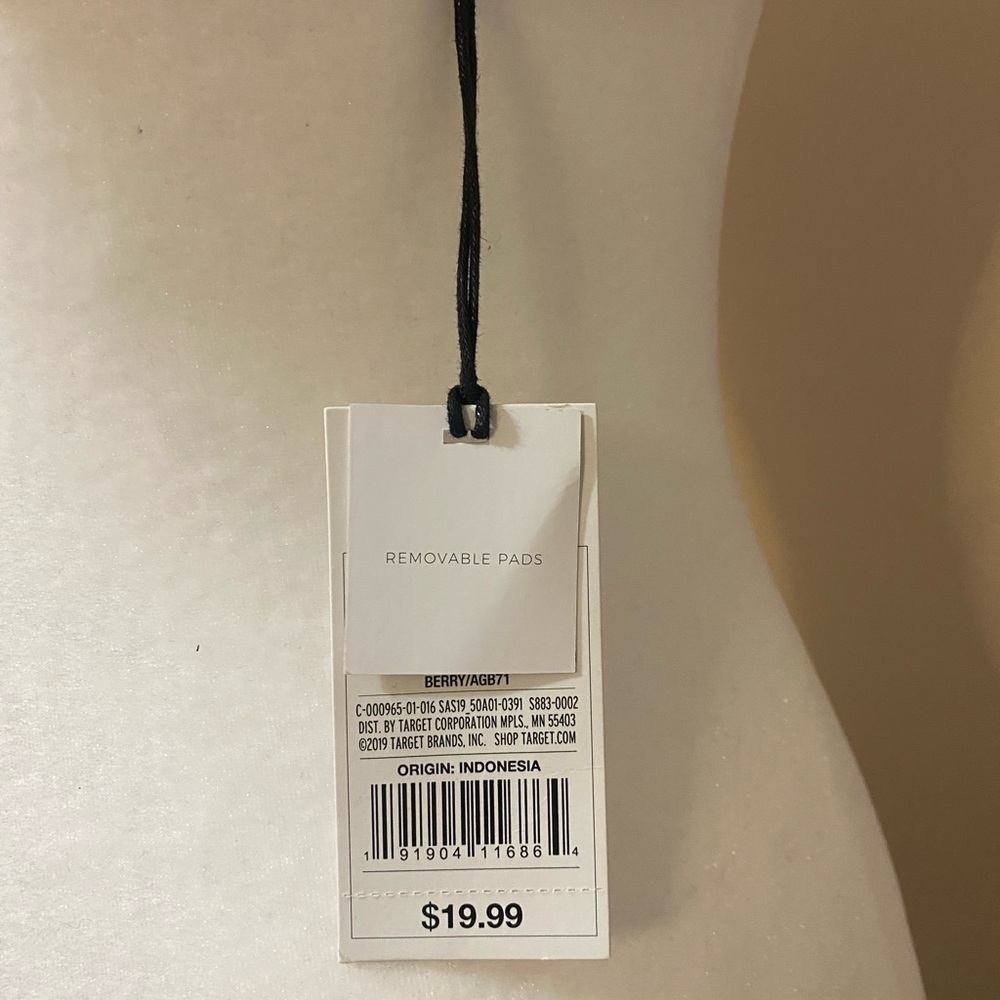 REMOVABLE PADS
BERRY/AGB71
C-000965-01-016 SAS19_50A01-0391 S883-0002
DIST. BY TARGET CORPORATION MPLS., MN 55403
©2019 TARGET BRANDS, INC. SHOP TARGET.COM
ORIGIN: INDONESIA
1 91904 11686 4
$19.99